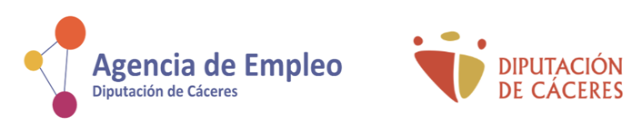 Agencia de Empleo
Diputación de Cáceres
DIPUTACIÓN
DE CÁCERES